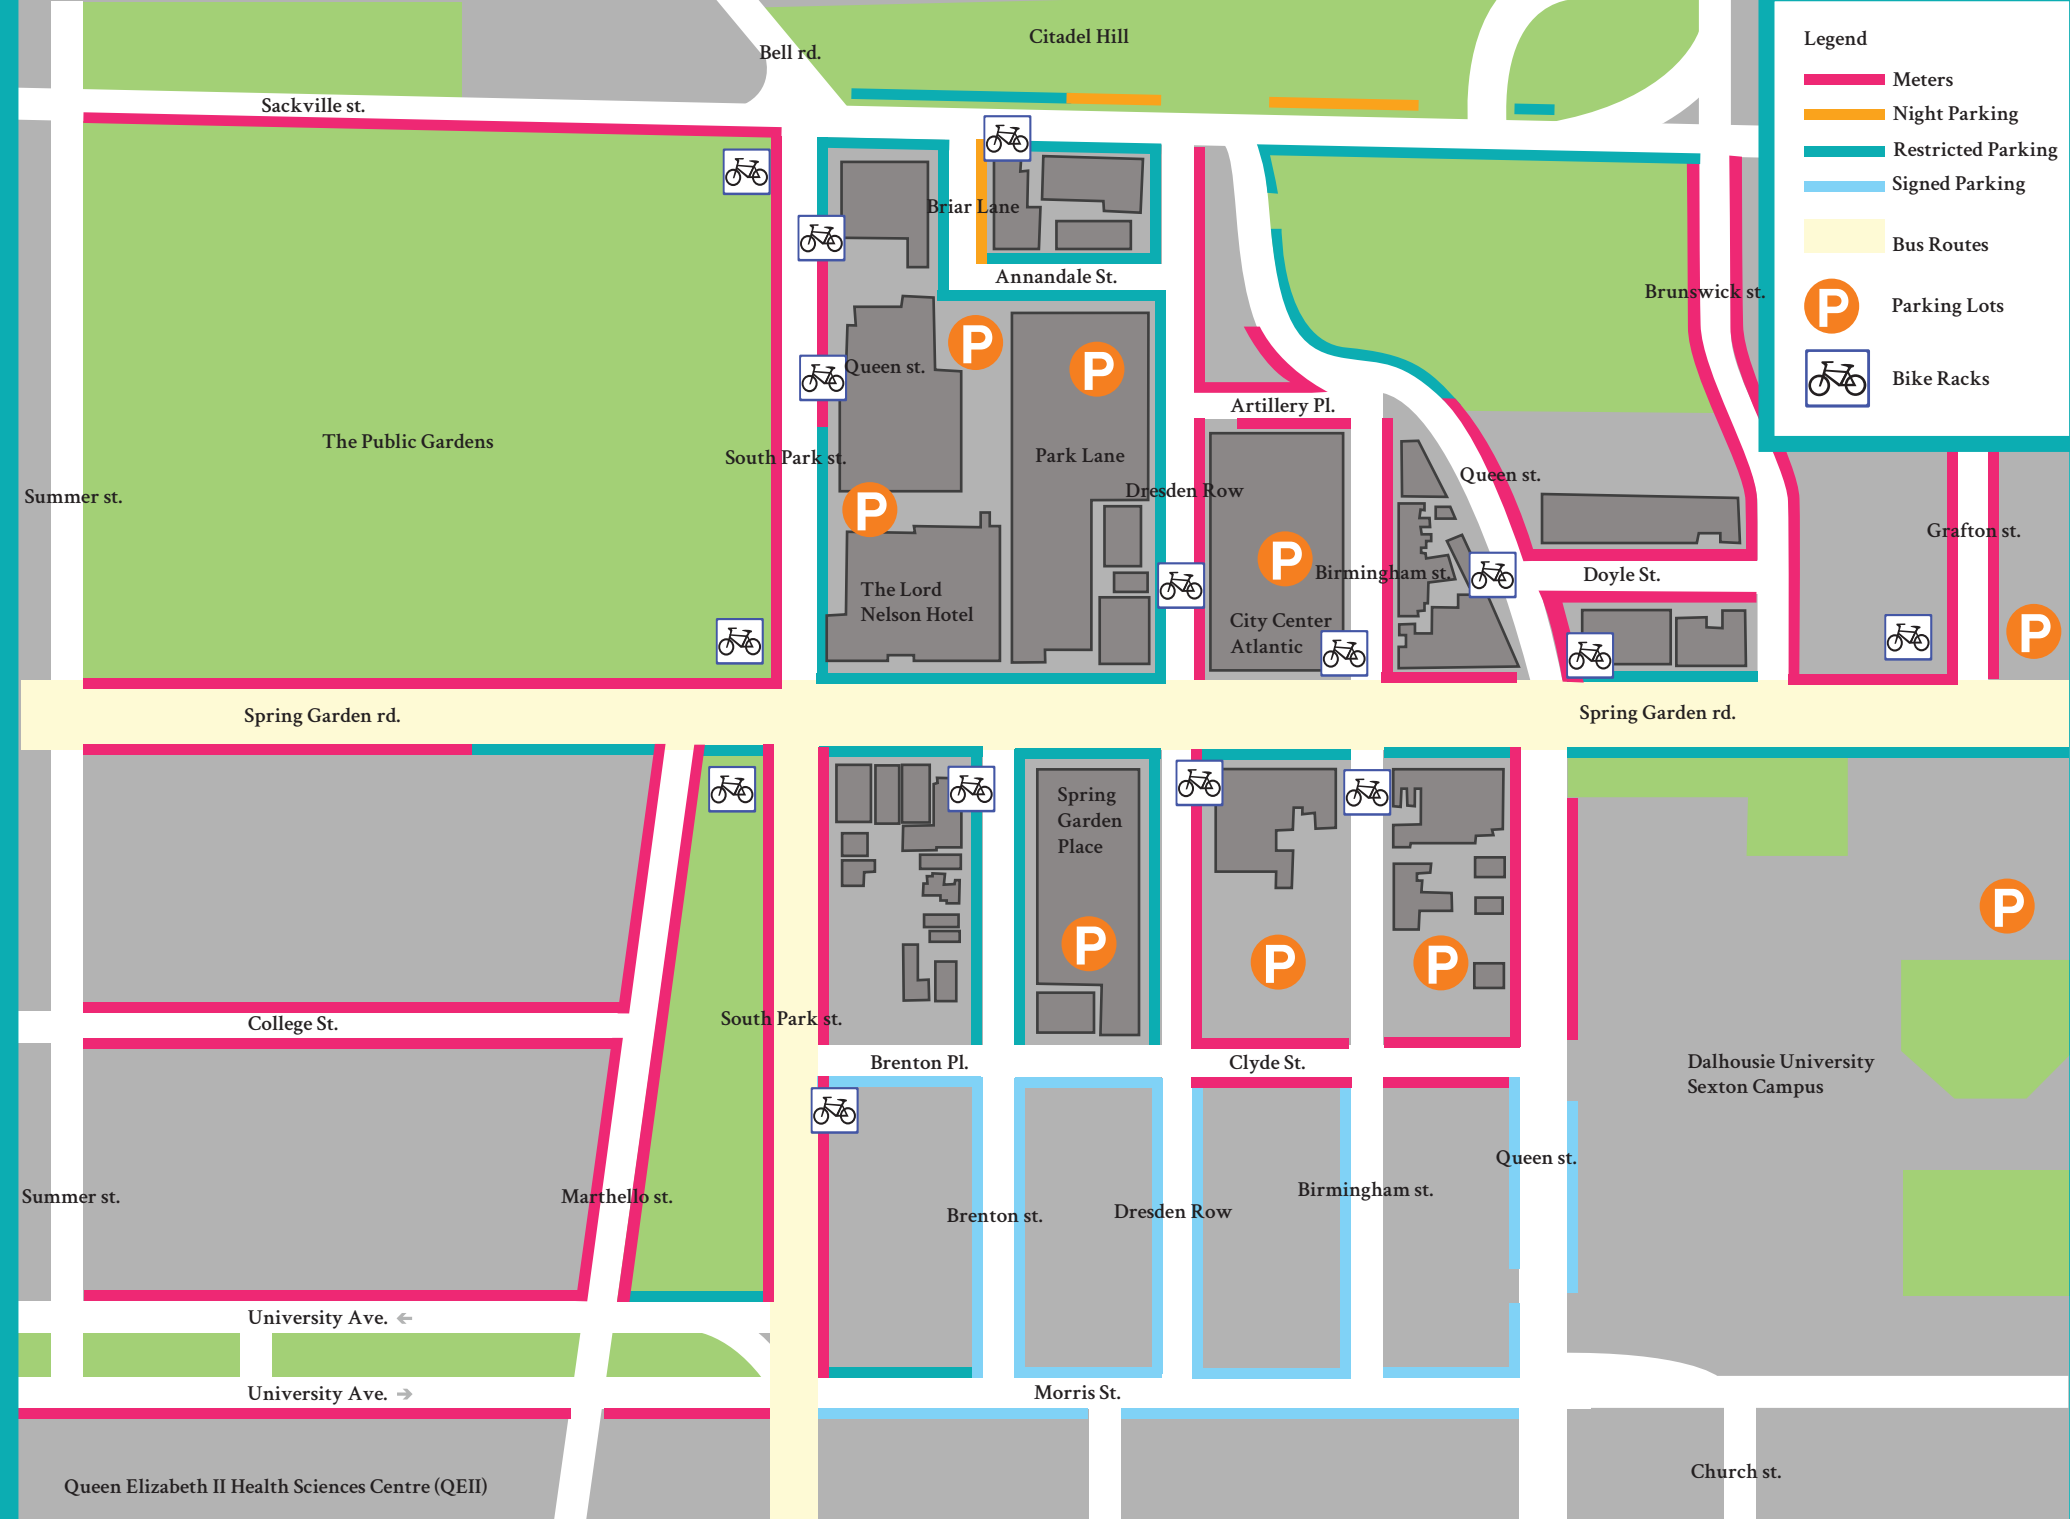 Legend
Meters
Night Parking
Restricted Parking
Signed Parking
Bus Routes
P
Parking Lots
Bike Racks
Citadel Hill
Bell rd.
Sackville st.
Briar Lane
Annandale St.
Brunswick st.
P
P
Queen st.
Artillery Pl.
The Public Gardens
South Park st.
Park Lane
Queen st.
Summer st.
Dresden Row
P
Grafton st.
P
Birmingham st.
Doyle St.
The Lord
Nelson Hotel
City Center
Atlantic
P
Spring Garden rd.
Spring Garden rd.
Spring
Garden
Place
P
P
P
P
South Park st.
College St.
Brenton Pl.
Clyde St.
Dalhousie University
Sexton Campus
Queen st.
Summer st.
Marthello st.
Birmingham st.
Brenton st.
Dresden Row
University Ave. ←
University Ave. →
Morris St.
Church st.
Queen Elizabeth II Health Sciences Centre (QEII)